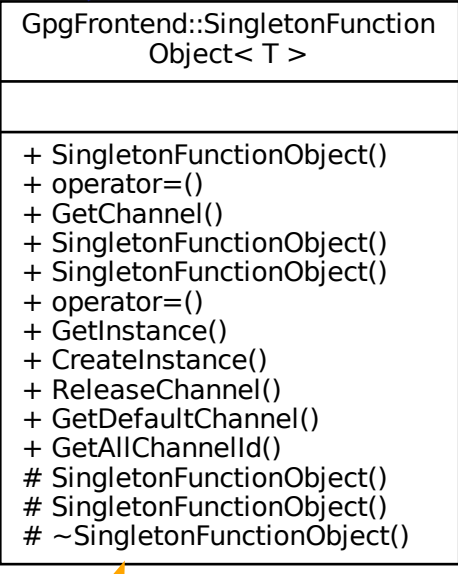 GpgFrontend::SingletonFunction
Object< T >
+ SingletonFunctionObject()
+ operator=()
+ GetChannel()
+ SingletonFunctionObject()
+ SingletonFunctionObject()
+ operator=()
+ GetInstance()
+ CreateInstance()
+ ReleaseChannel()
+ GetDefaultChannel()
+ GetAllChannelId()
# SingletonFunctionObject()
# SingletonFunctionObject()
# ~SingletonFunctionObject()